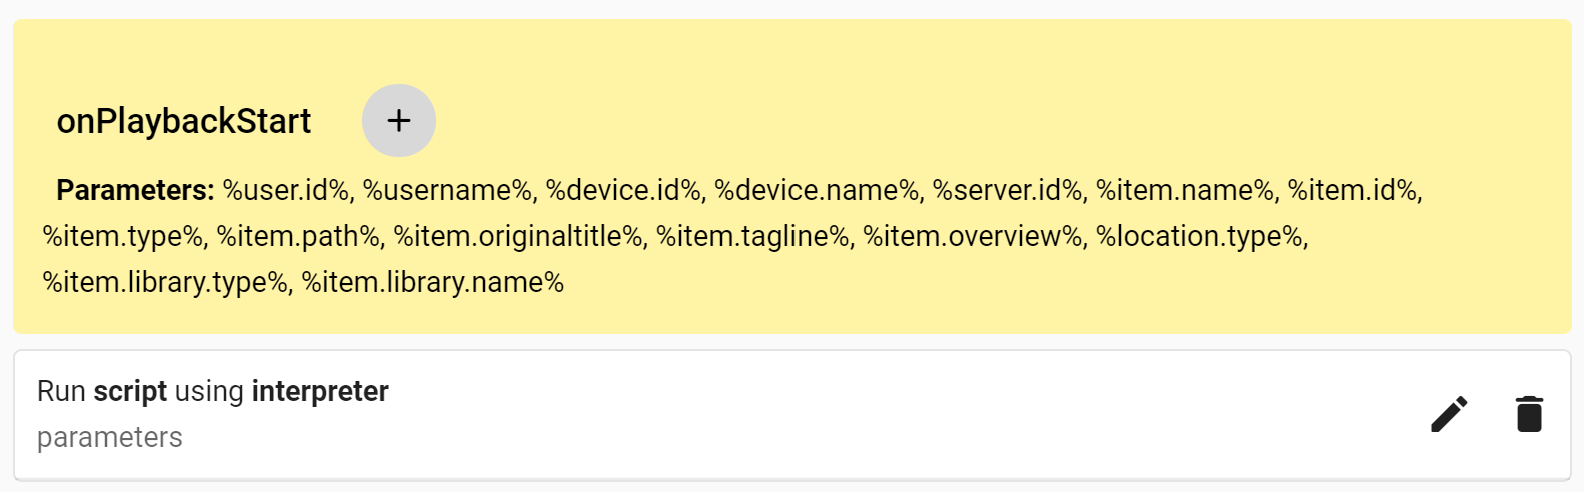 onPlaybackStart +
Parameters: %user.id%, %username%, %device.id%, %device.name%, %server.id%, %item.name%, %item.id%,
%item.type%, %item.path%, %item.originaltitle%, %item.tagline%, %item.overview%, %location.type%,
%item.library.type%, %item.library.name%
Run script using interpreter
parameters